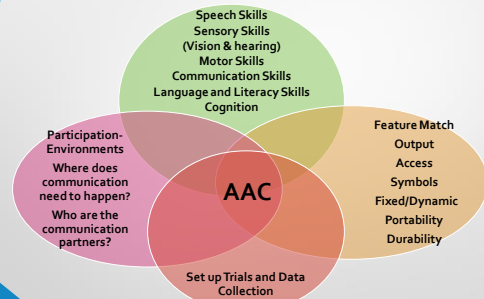 Speech Skills
Sensory Skills
(Vision & hearing)
Motor Skills
Communication Skills
Language and Literacy Skills
Cognition
Participation-
Environments
Where does
communication
need to happen?
Who are the
communication
partners?
AAC
Feature Match
Output
Access
Symbols
Fixed/Dynamic
Portability
Durability
Set up Trials and Data
Collection